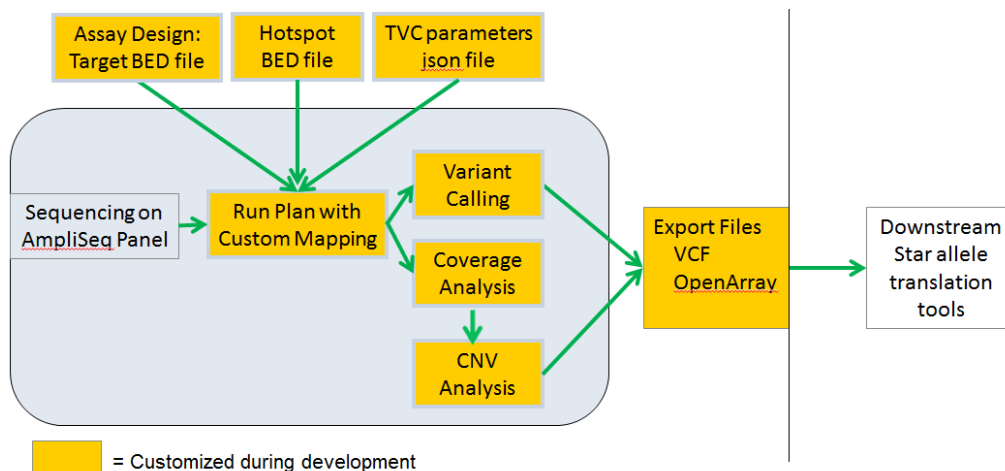 Assay Design:
Target BED file
Hotspot
BED file
TVC parameters
json file
Sequencing on
AmpliSeq Panel
Run Plan with
Custom Mapping
Variant
Calling
Coverage
Analysis
CNV
Analysis
Export Files
VCF
OpenArray
Downstream
Star allele
translation
tools
= Customized during development